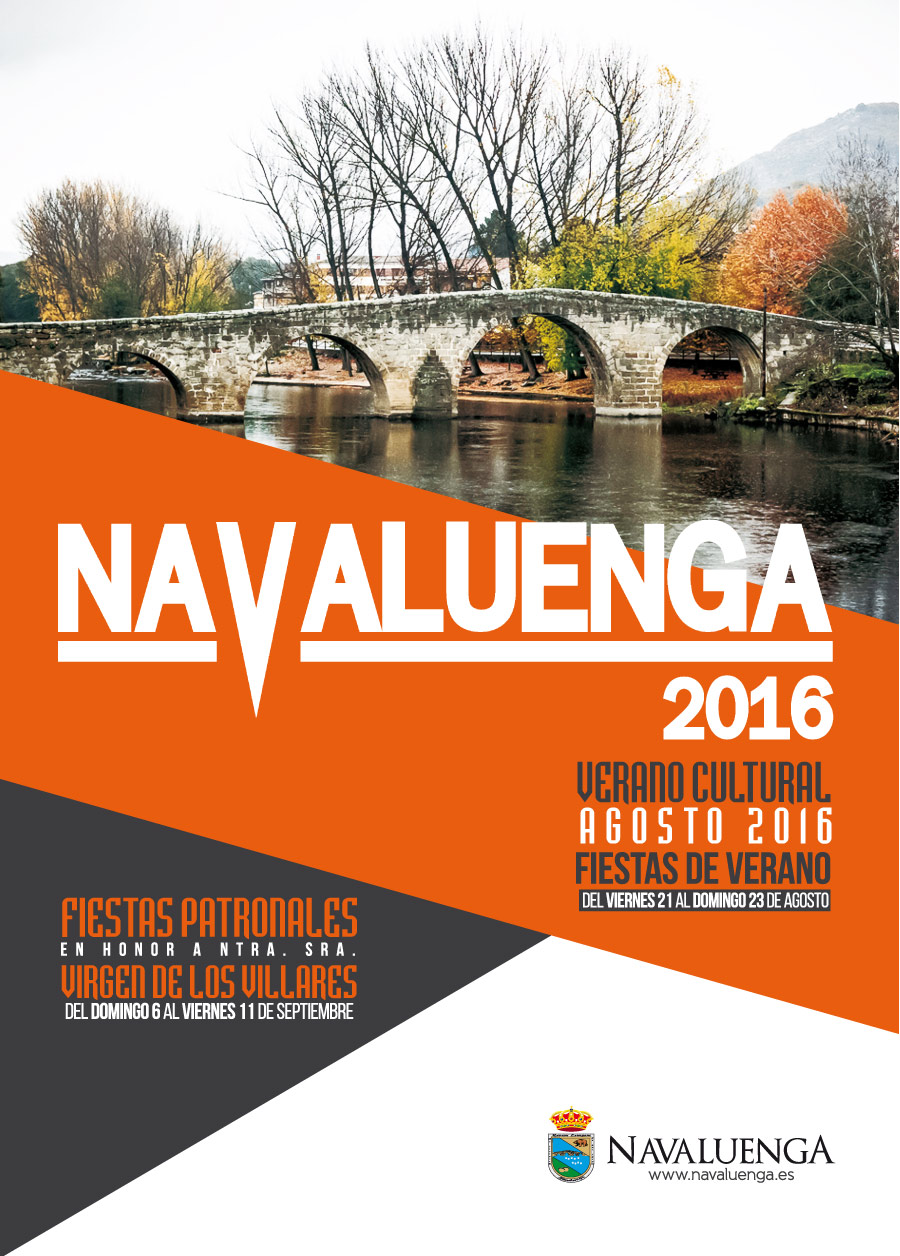 NAVALUENGA
2016
VERANO CULTURAL
AGOSTO 2016
FIESTAS DE VERANO
DEL VIERNES 21 AL DOMINGO 23 DE AGOSTO
FIESTAS PATRONALES
EN HONOR A NTRA. SRA.
VIRGEN DE LOS VILLARES
DEL DOMINGO 6 AL VIERNES 11 DE SEPTIEMBRE
NAVALUENGA
www.navaluenga.es